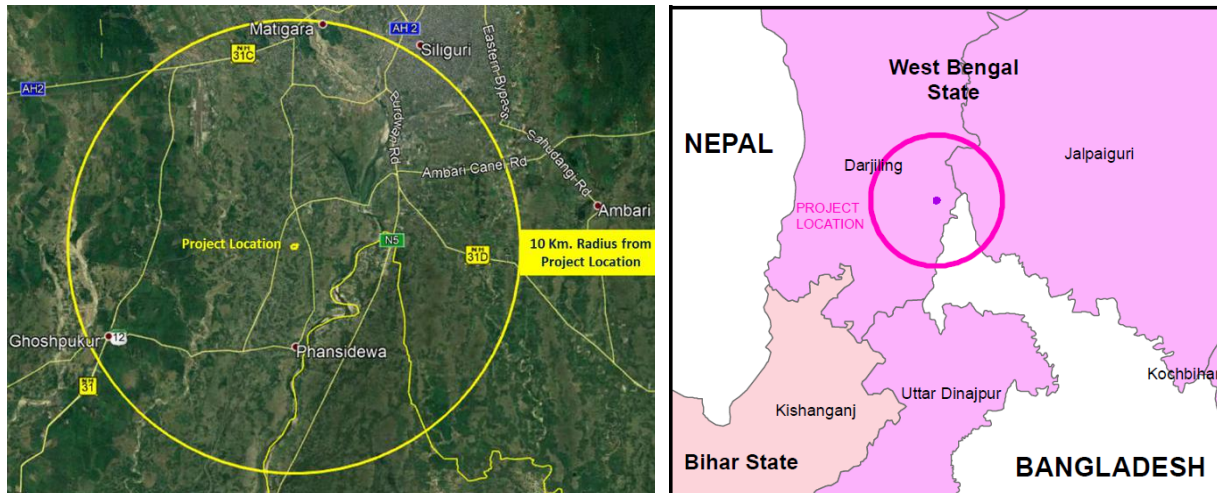 Matigara
AH 2
Siliguri
NH
31C
AH2
Eastern Bypass
Burdwan Rd
Sahudangi Rd
Ambari Cane Rd
Ambari
Project Location
N5
NH
31D
10 Km. Radius from
Project Location
Ghoshpukur
12
Phansidewa
NH
31
West Bengal
State
NEPAL
Darjiling
Jalpaiguri
PROJECT
LOCATION
Kochbihar
Uttar Dinajpur
Kishanganj
Bihar State
BANGLADESH